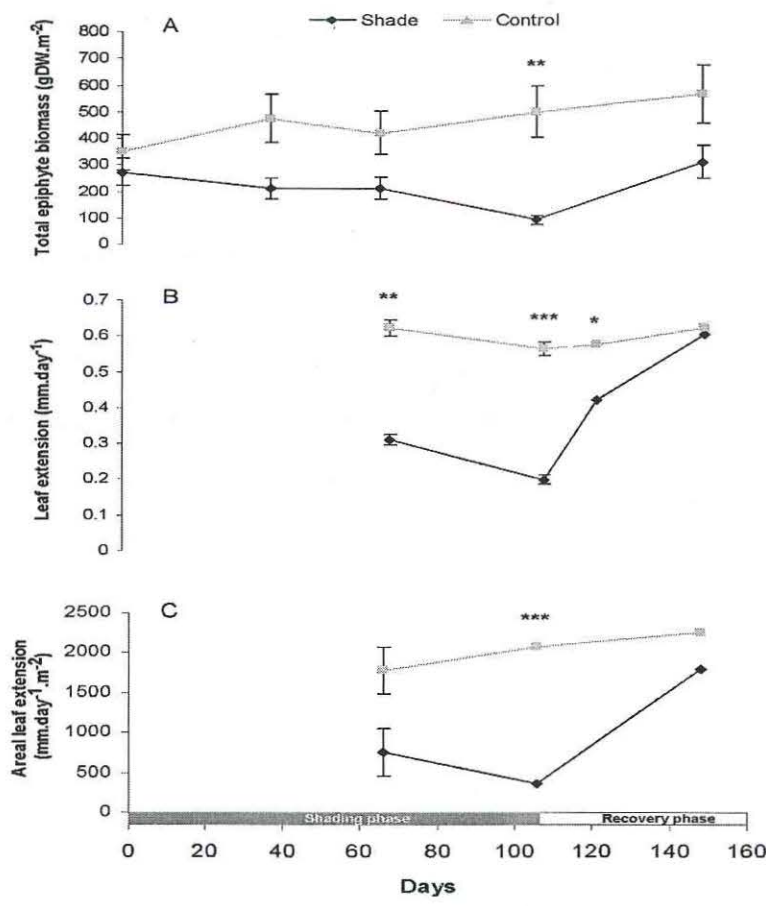 A
Shade
Control
800
700
600
500
400
300
200
100
0
Total epiphyte biomass (gDW.m-2)
**
B
0.7
0.6
0.5
0.4
0.3
0.2
0.1
0
Leaf extension (mm.day-1)
**
***
*
C
2500
2000
1500
1000
500
0
Areal leaf extension
(mm.day-1.m-2)
***
Shading phase
Recovery phase
0 20 40 60 80 100 120 140 160
Days